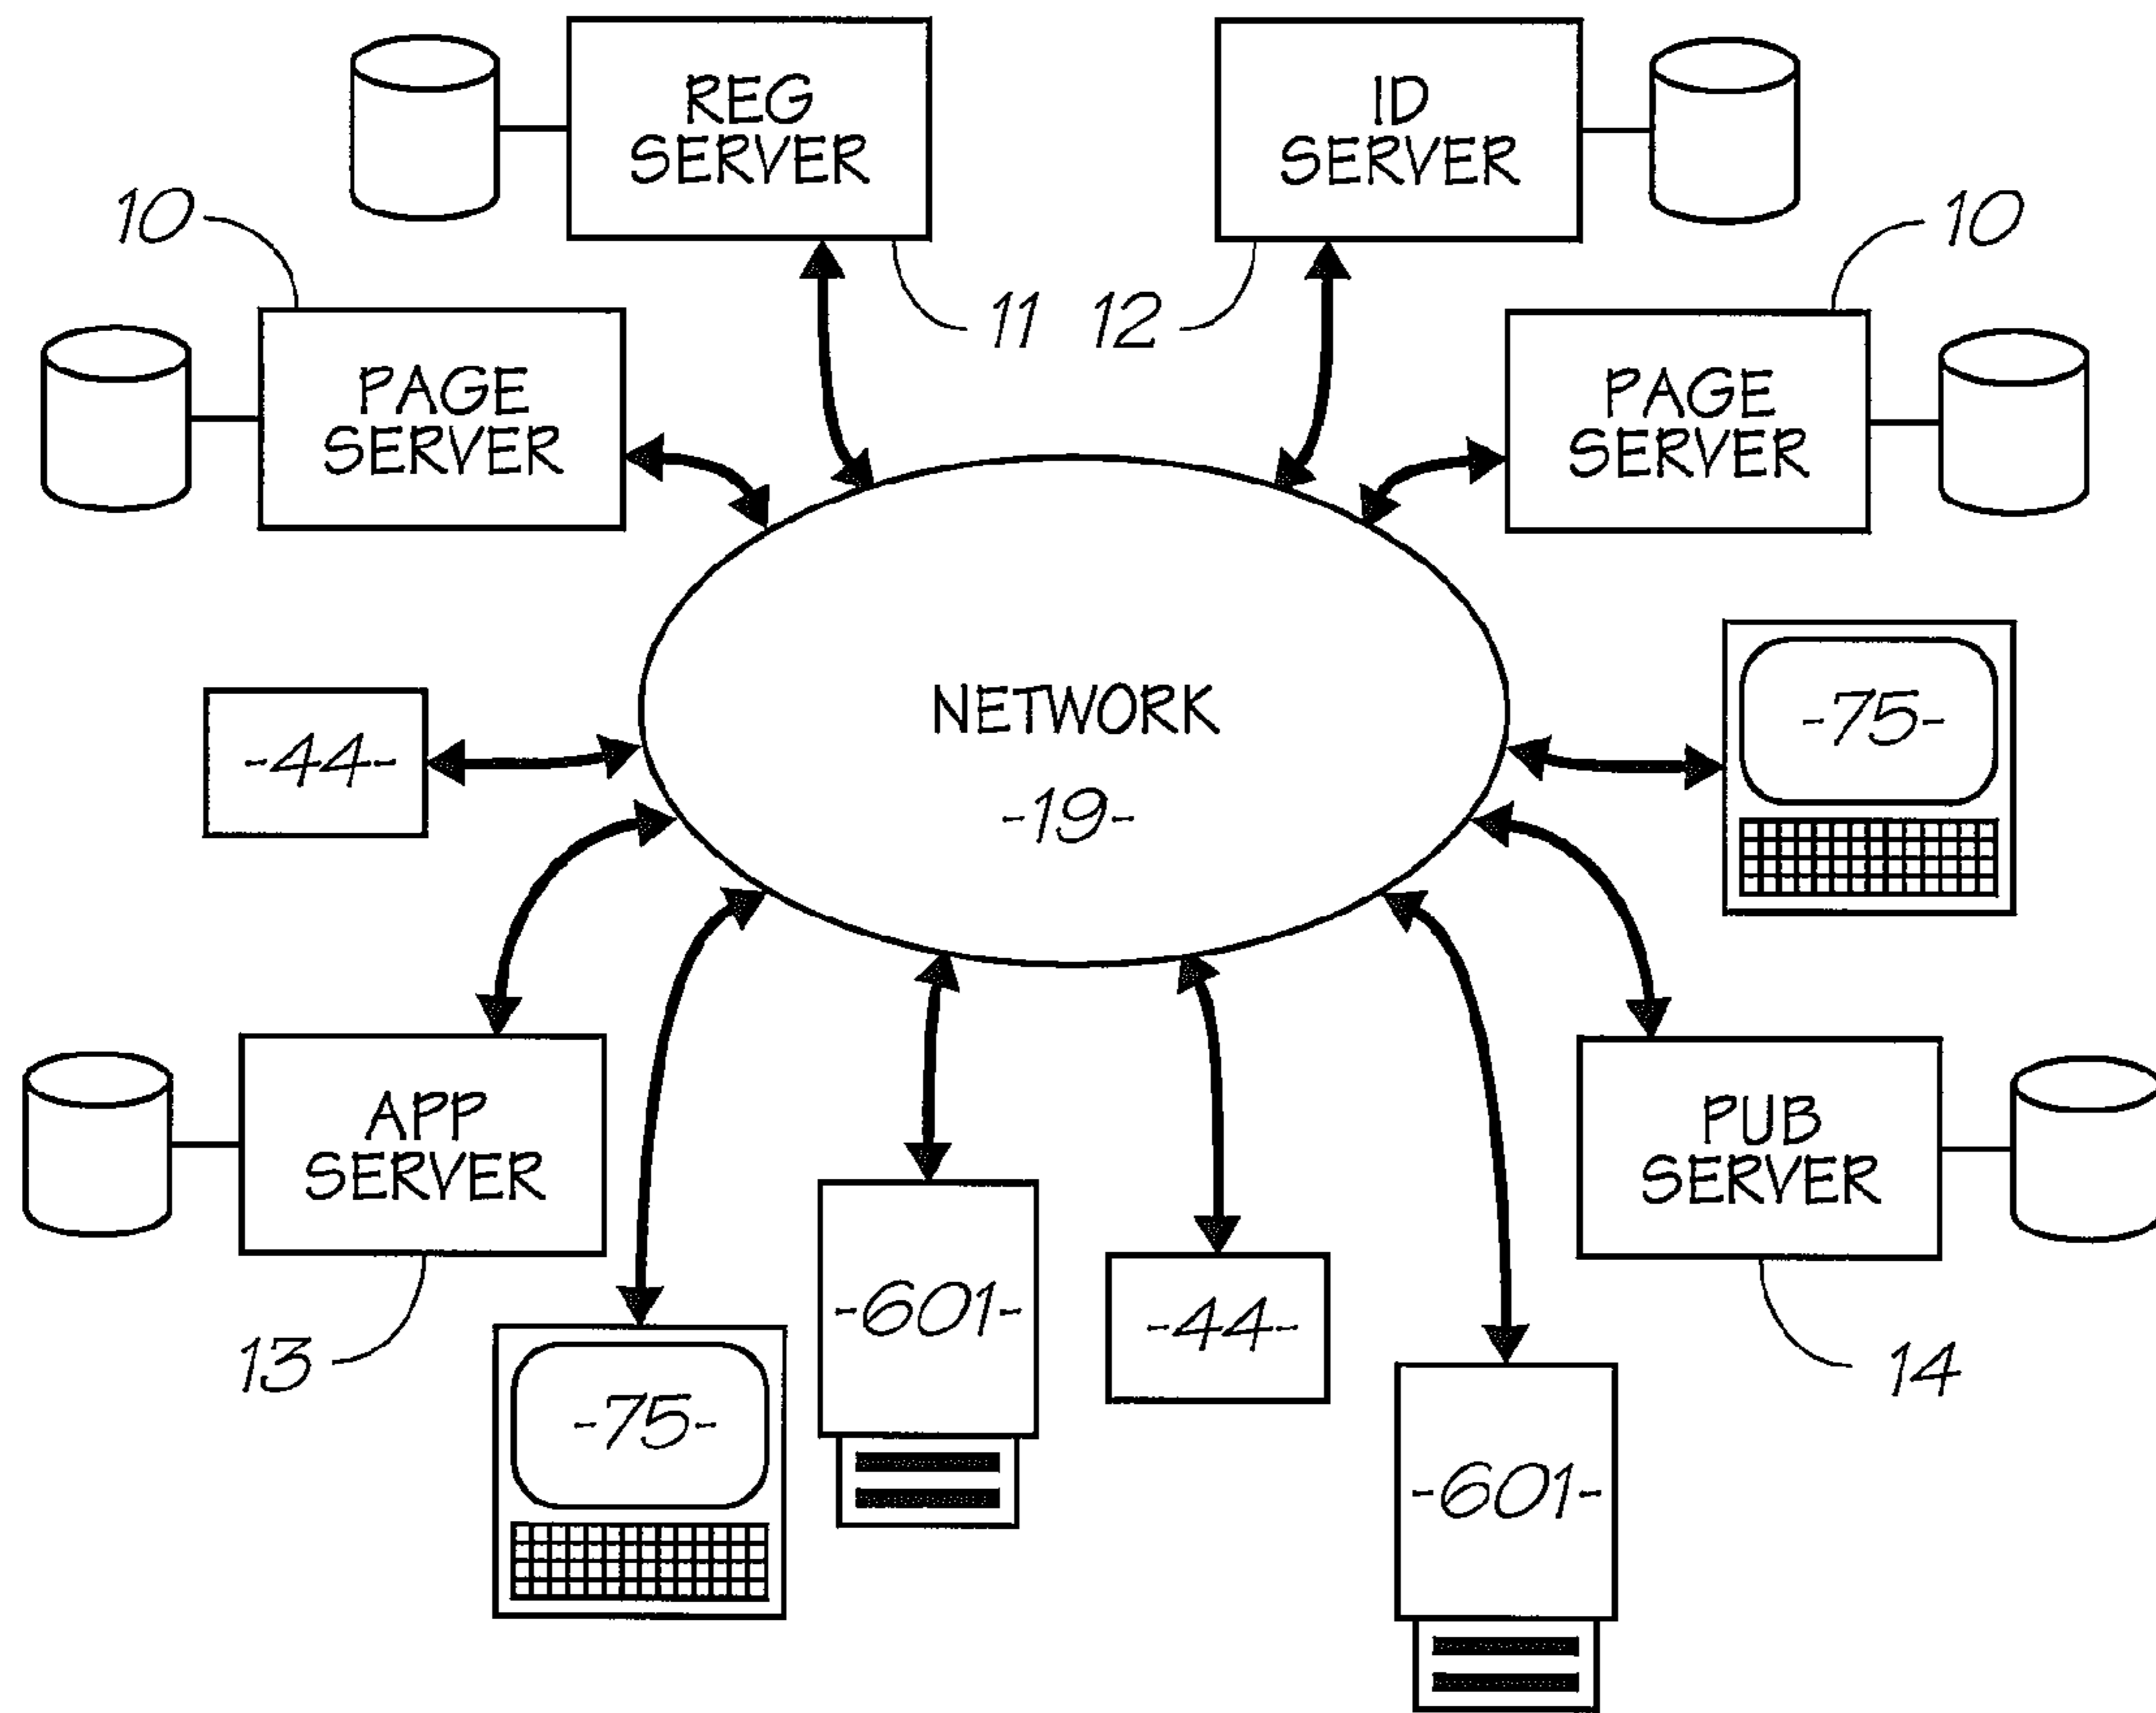 REG
SERVER
ID
SERVER
10
10
11
12
PAGE
SERVER
PAGE
SERVER
NETWORK
-19-
-44-
-75-
APP
SERVER
PUB
SERVER
13
14
-75-
-601-
-44-
-601-